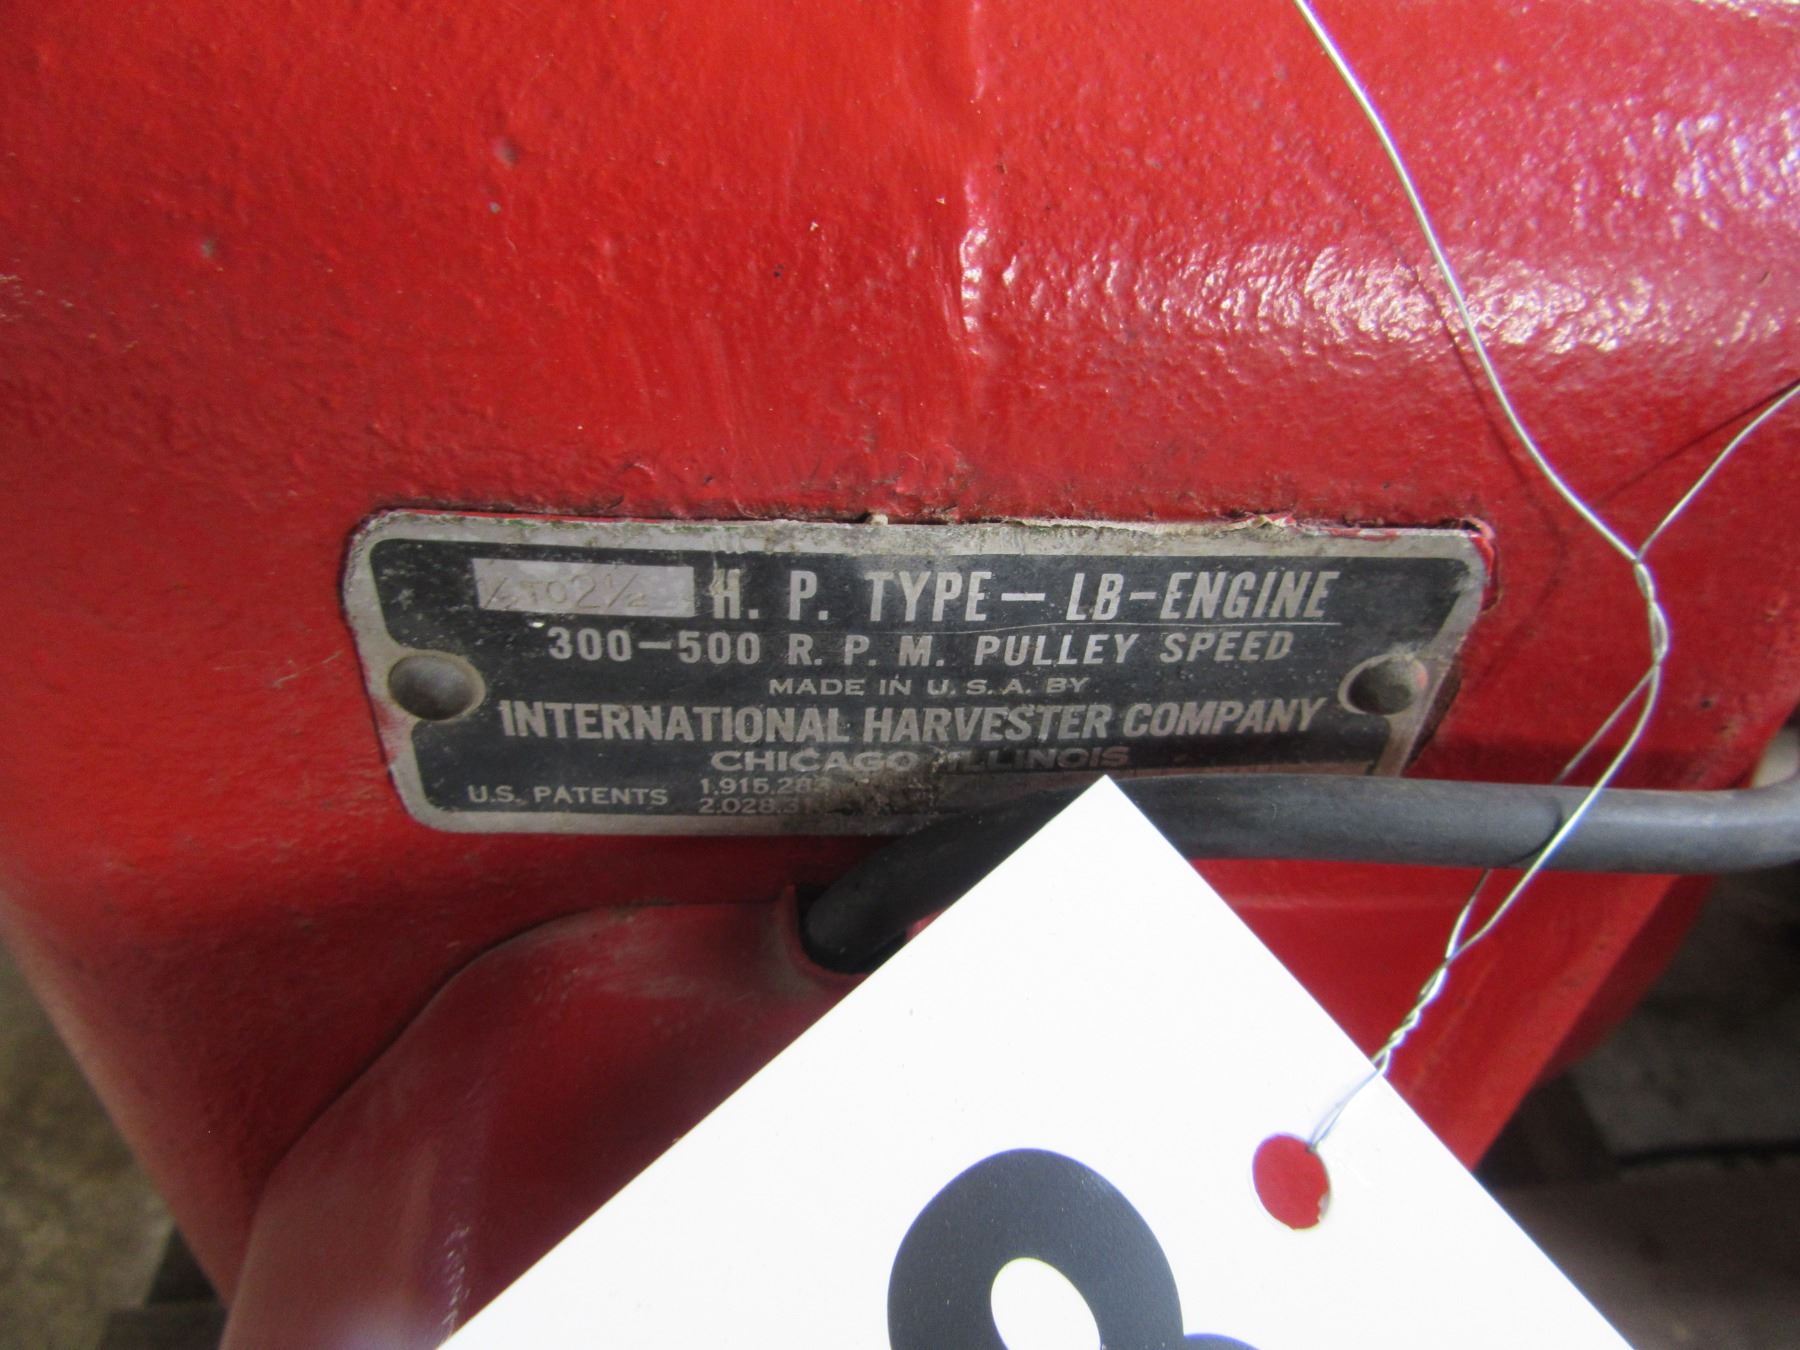 ½ TO 2½ H. P. TYPE — LB-ENGINE
300-500 R. P. M. PULLEY SPEED
MADE IN U. S. A. BY
INTERNATIONAL HARVESTER COMPANY
CHICAGO ILLINOIS
U.S. PATENTS